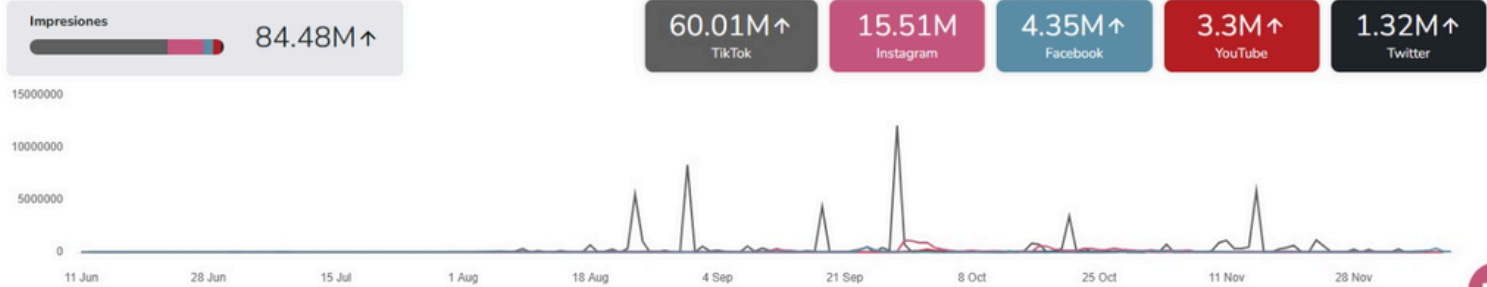 Impresiones
84.48M↑
60.01M↑
TikTok
15.51M
Instagram
4.35M↑
Facebook
3.3M↑
YouTube
1.32M↑
Twitter
15000000
10000000
5000000
0
11 Jun 28 Jun 15 Jul 1 Aug 18 Aug 4 Sep 21 Sep 8 Oct 25 Oct 11 Nov 28 Nov